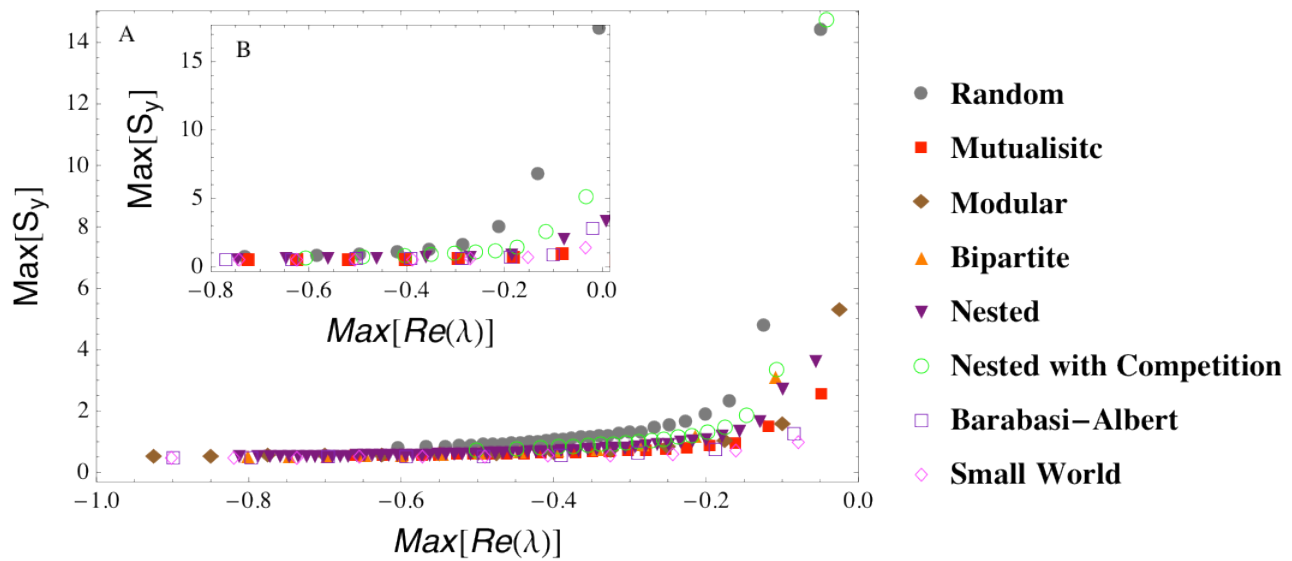 A
B
Max[Sy]
14
12
10
8
6
4
2
0
Max[Sy]
15
10
5
0
−0.8 −0.6 −0.4 −0.2 0.0
Max[Re(λ)]
−1.0 −0.8 −0.6 −0.4 −0.2 0.0
Max[Re(λ)]
Random
Mutualisitc
Modular
Bipartite
Nested
Nested with Competition
Barabasi−Albert
Small World